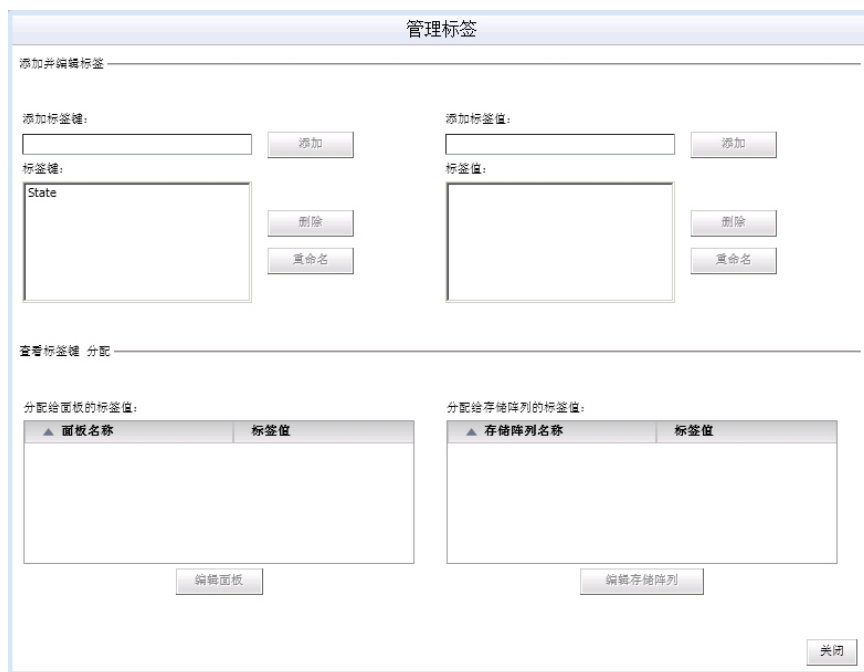 管理标签
添加并编辑标签
添加标签键： 添加标签值：
添加 添加
标签键： 标签值：
State
删除 删除
重命名 重命名
查看标签键 分配
分配给面板的标签值： 分配给存储阵列的标签值：
面板名称 标签值 存储阵列名称 标签值
编辑面板 编辑存储阵列
关闭